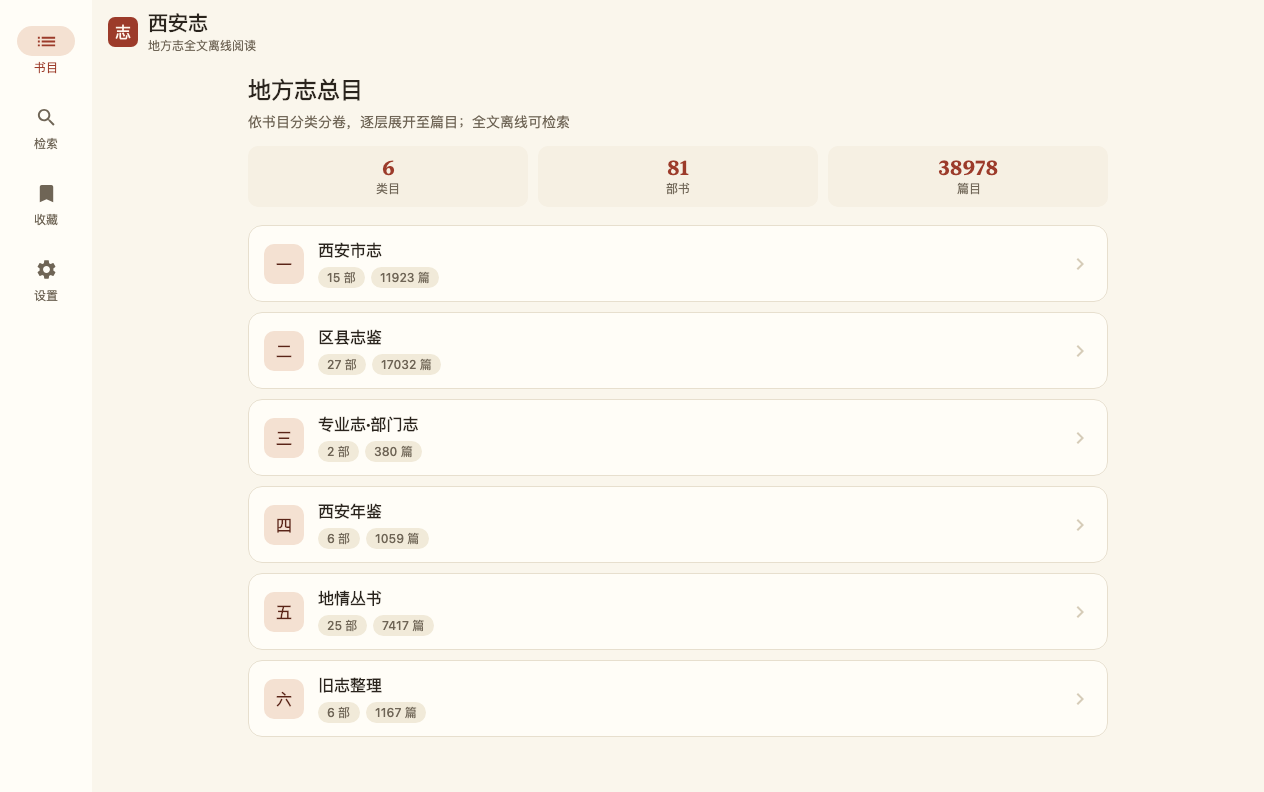 志
西安志
地方志全文离线阅读
书目
检索
收藏
设置
地方志总目
依书目分类分卷，逐层展开至篇目；全文离线可检索
6
类目
81
部书
38978
篇目
一
西安市志
15 部 11923 篇
二
区县志鉴
27 部 17032 篇
三
专业志·部门志
2 部 380 篇
四
西安年鉴
6 部 1059 篇
五
地情丛书
25 部 7417 篇
六
旧志整理
6 部 1167 篇